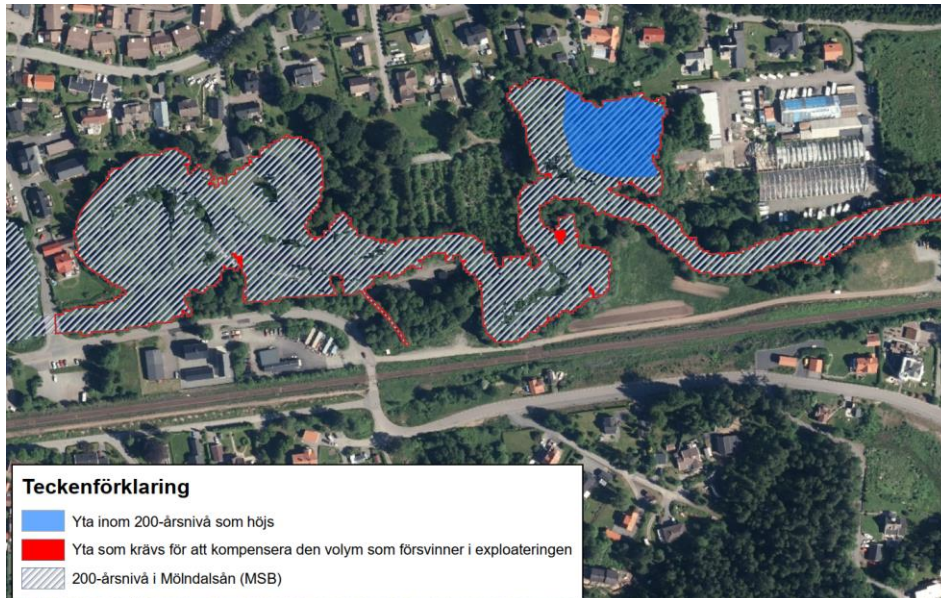 Teckenförklaring
Yta inom 200-årsnivå som höjs
Yta som krävs för att kompensera den volym som försvinner i exploateringen
200-årsnivå i Mölndalsån (MSB)